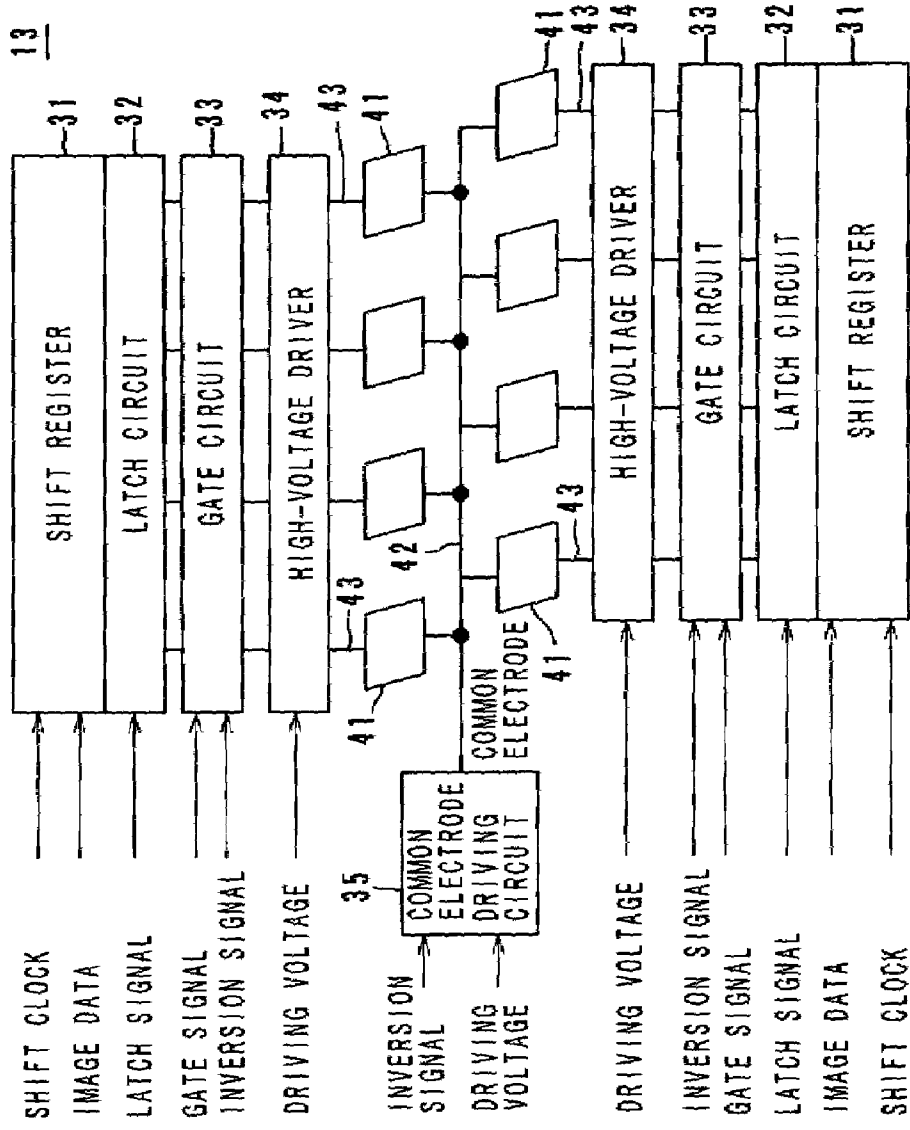 13
SHIFT CLOCK
IMAGE DATA
LATCH SIGNAL
GATE SIGNAL
INVERSION SIGNAL
DRIVING VOLTAGE
SHIFT REGISTER
31
LATCH CIRCUIT
32
GATE CIRCUIT
33
HIGH-VOLTAGE DRIVER
34
43
43
41
41
42
INVERSION
SIGNAL
DRIVING
VOLTAGE
35
COMMON
ELECTRODE
DRIVING
CIRCUIT
COMMON
ELECTRODE
41
41
43
43
HIGH-VOLTAGE DRIVER
34
GATE CIRCUIT
33
LATCH CIRCUIT
32
SHIFT REGISTER
31
DRIVING VOLTAGE
INVERSION SIGNAL
GATE SIGNAL
LATCH SIGNAL
IMAGE DATA
SHIFT CLOCK